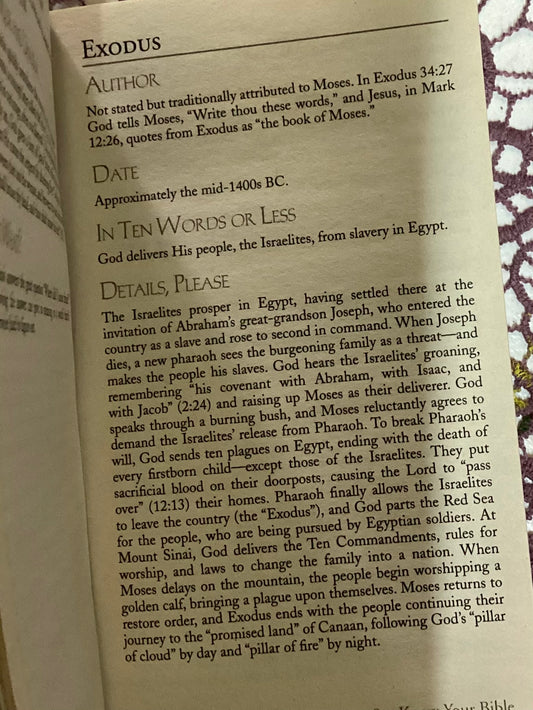 EXODUS
AUTHOR
Not stated but traditionally attributed to Moses. In Exodus 34:27
God tells Moses, “Write thou these words,” and Jesus, in Mark
12:26, quotes from Exodus as “the book of Moses.”
DATE
Approximately the mid-1400s BC.
IN TEN WORDS OR LESS
God delivers His people, the Israelites, from slavery in Egypt.
DETAILS, PLEASE
The Israelites prosper in Egypt, having settled there at the
invitation of Abraham’s great-grandson Joseph, who entered the
country as a slave and rose to second in command. When Joseph
dies, a new pharaoh sees the burgeoning family as a threat—and
makes the people his slaves. God hears the Israelites’ groaning,
remembering “his covenant with Abraham, with Isaac, and
with Jacob” (2:24) and raising up Moses as their deliverer. God
speaks through a burning bush, and Moses reluctantly agrees to
demand the Israelites’ release from Pharaoh. To break Pharaoh’s
will, God sends ten plagues on Egypt, ending with the death of
every firstborn child—except those of the Israelites. They put
sacrificial blood on their doorposts, causing the Lord to “pass
over” (12:13) their homes. Pharaoh finally allows the Israelites
to leave the country (the “Exodus”), and God parts the Red Sea
for the people, who are being pursued by Egyptian soldiers. At
Mount Sinai, God delivers the Ten Commandments, rules for
worship, and laws to change the family into a nation. When
Moses delays on the mountain, the people begin worshipping a
golden calf, bringing a plague upon themselves. Moses returns to
restore order, and Exodus ends with the people continuing their
journey to the “promised land” of Canaan, following God’s “pillar
of cloud” by day and “pillar of fire” by night.
Know Your Bible